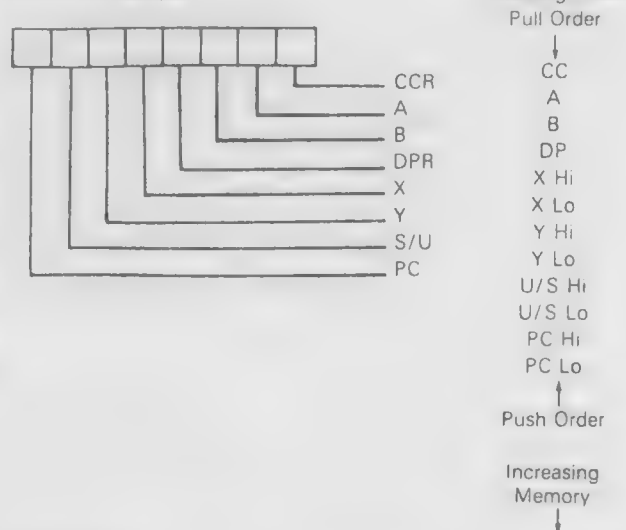 CCR
A
B
DPR
X
Y
S/U
PC
Pull Order
CC
A
B
DP
X Hi
X Lo
Y Hi
Y Lo
U/S Hi
U/S Lo
PC Hi
PC Lo
Push Order
Increasing
Memory